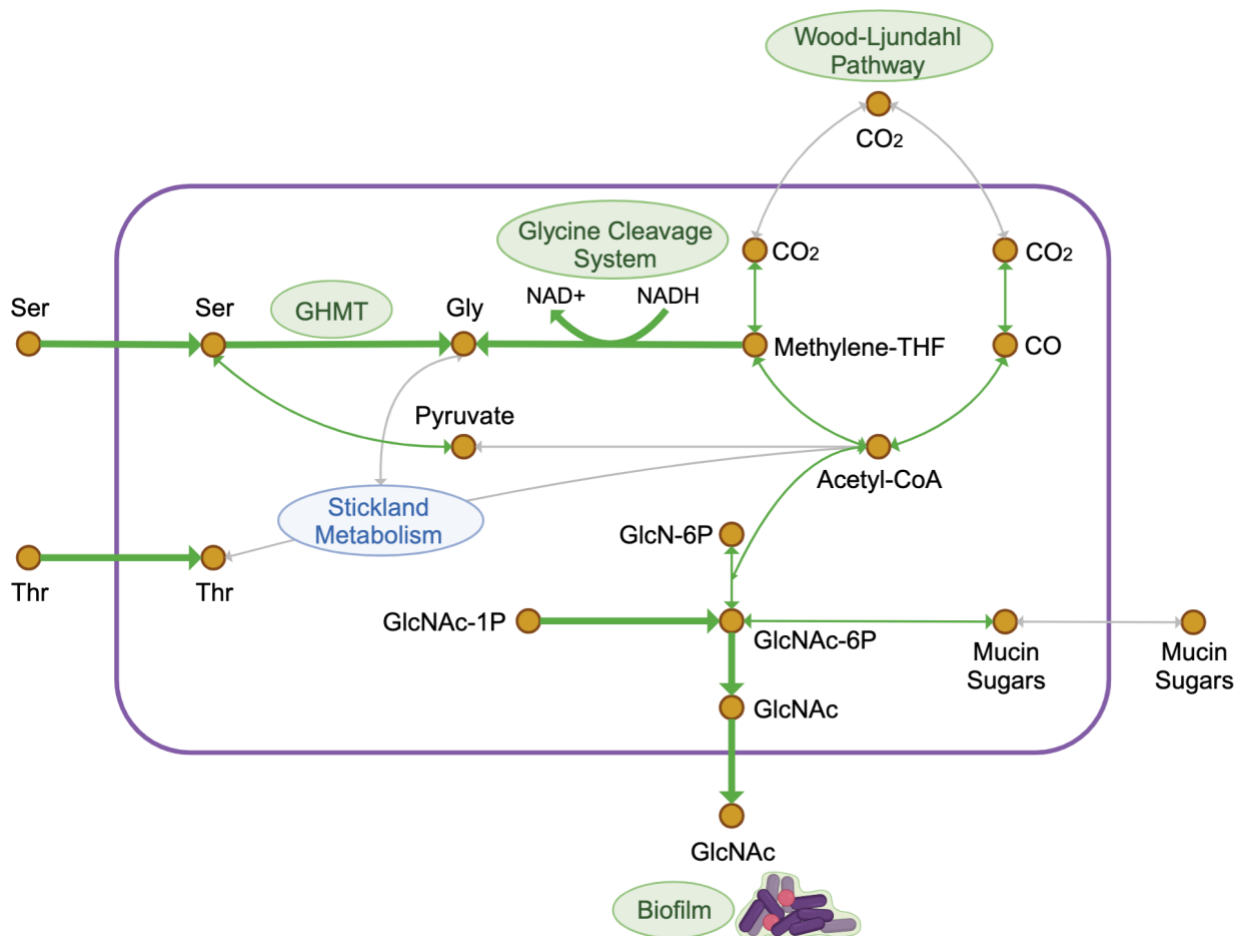 Wood-Ljundahl
Pathway
CO2
Glycine Cleavage
System
CO2
CO2
NAD+
NADH
Ser
Ser
GHMT
Gly
Methylene-THF
CO
Pyruvate
Acetyl-CoA
Stickland
Metabolism
GlcN-6P
Thr
Thr
GlcNAc-1P
GlcNAc-6P
Mucin
Sugars
Mucin
Sugars
GlcNAc
GlcNAc
Biofilm